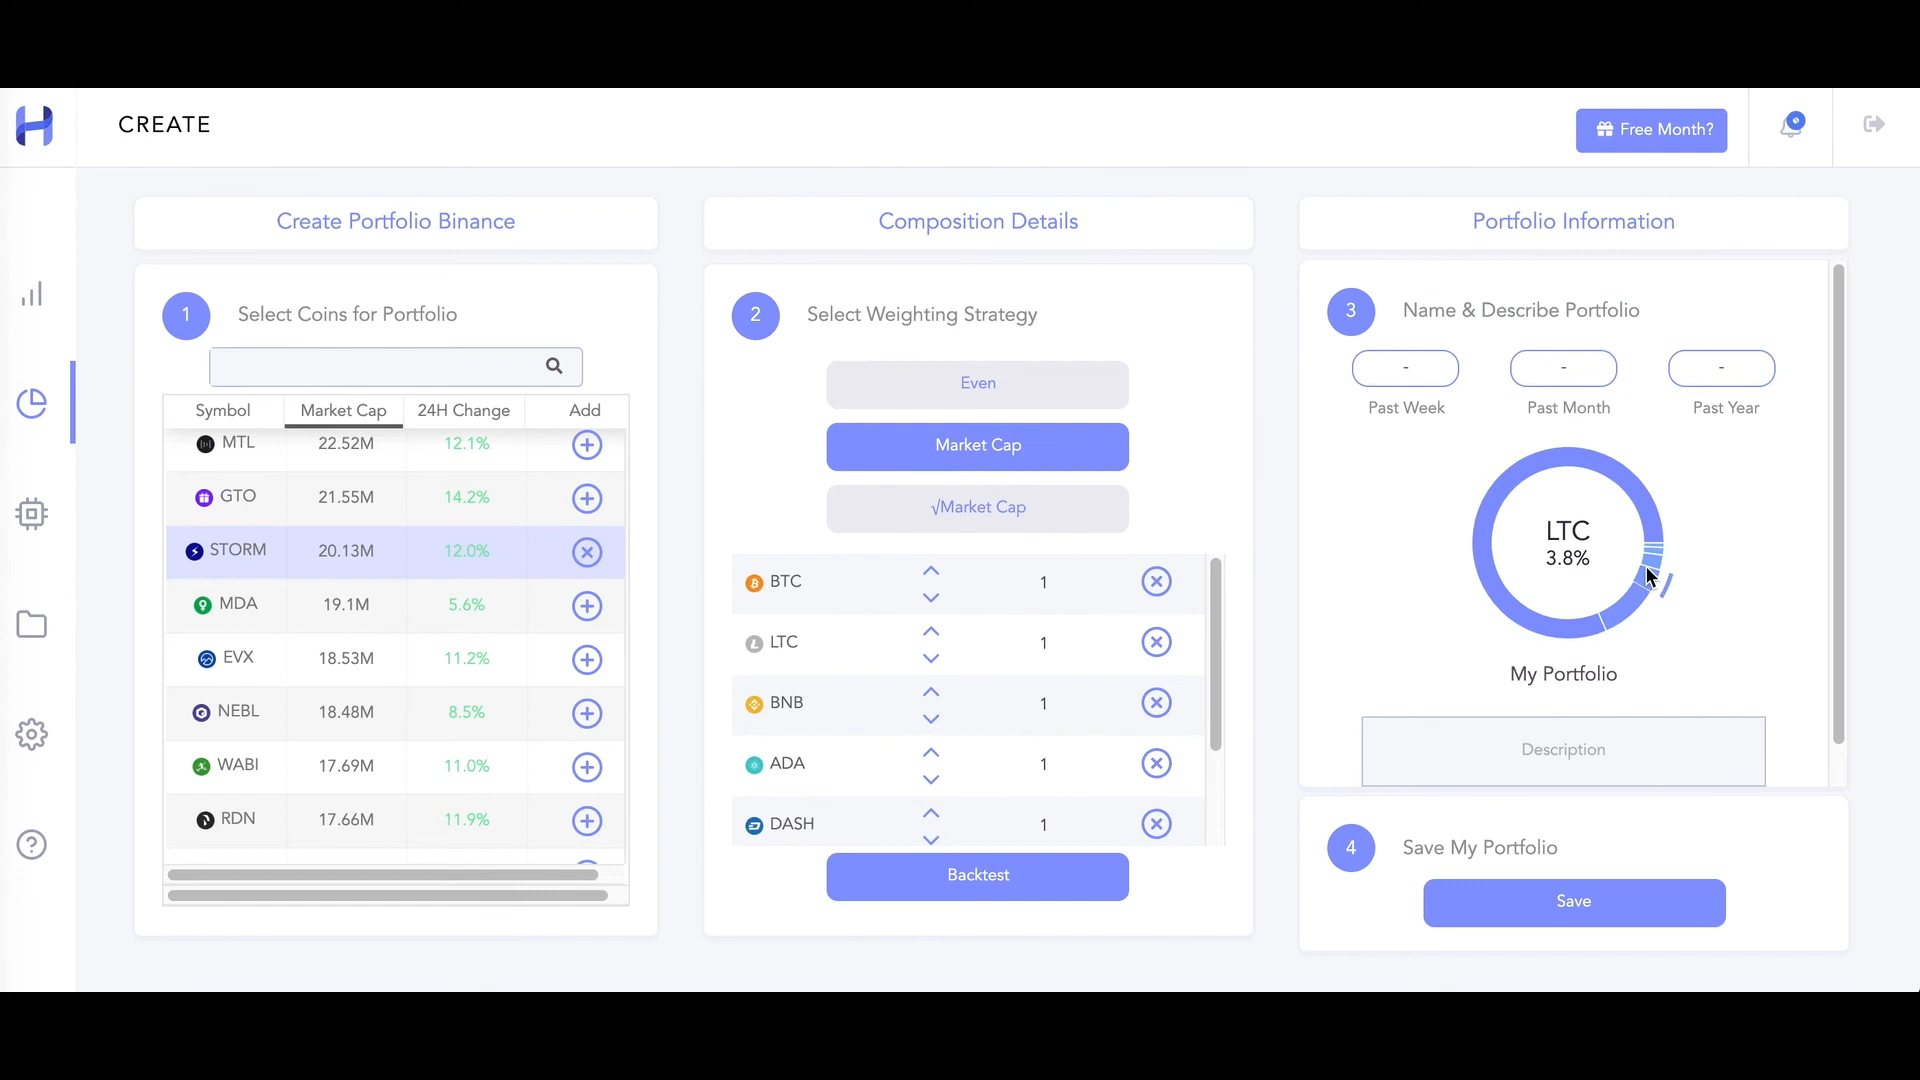 CREATE
Free Month?
Create Portfolio Binance
1 Select Coins for Portfolio
Symbol Market Cap 24H Change Add
MTL 22.52M 12.1%
GTO 21.55M 14.2%
STORM 20.13M 12.0%
MDA 19.1M 5.6%
EVX 18.53M 11.2%
NEBL 18.48M 8.5%
WABI 17.69M 11.0%
RDN 17.66M 11.9%
Composition Details
2 Select Weighting Strategy
Even
Market Cap
√Market Cap
BTC 1
LTC 1
BNB 1
ADA 1
DASH 1
Backtest
Portfolio Information
3 Name & Describe Portfolio
- - -
Past Week Past Month Past Year
LTC
3.8%
My Portfolio
Description
4 Save My Portfolio
Save